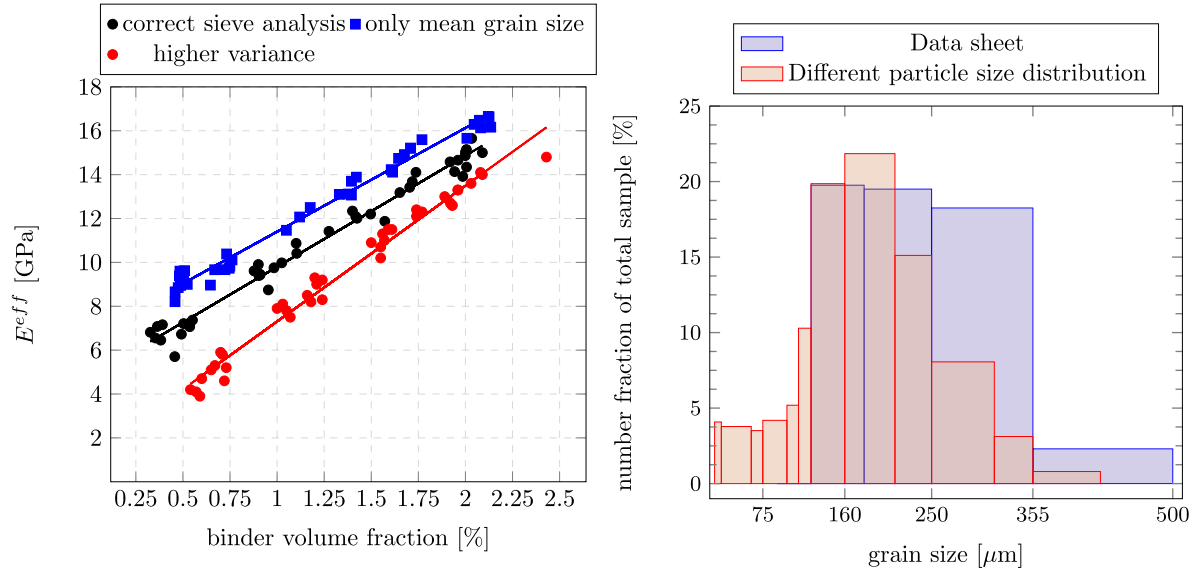 correct sieve analysis only mean grain size
higher variance
18
16
14
12
10
8
6
4
2
E^{eff} [GPa]
0.25 0.5 0.75 1 1.25 1.5 1.75 2 2.25 2.5
binder volume fraction [%]
Data sheet
Different particle size distribution
25
20
15
10
5
0
number fraction of total sample [%]
75 160 250 355 500
grain size [μm]